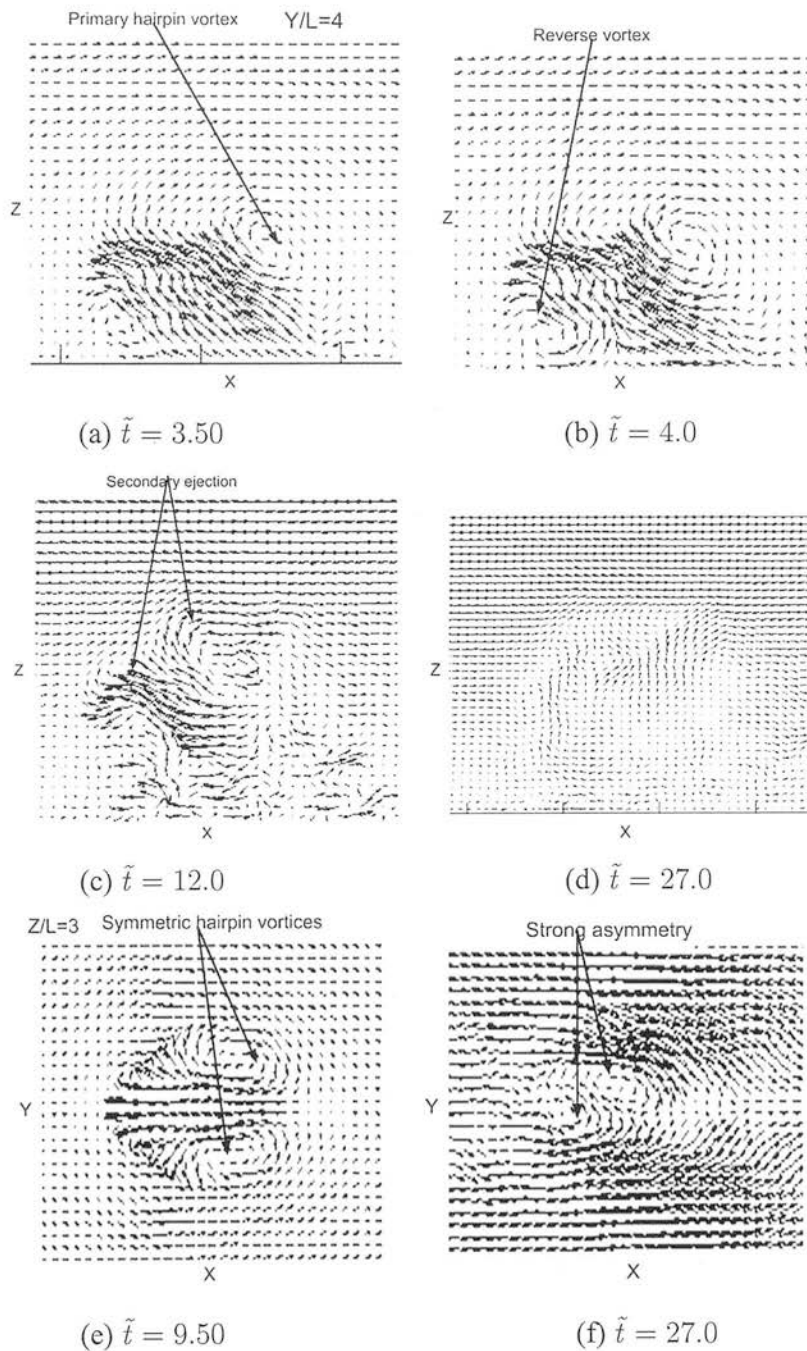 Primary hairpin vortex Y/L=4
Reverse vortex
Z
Z
X
X
(a) t̃ = 3.50
(b) t̃ = 4.0
Secondary ejection
Z
Z
X
X
(c) t̃ = 12.0
(d) t̃ = 27.0
Z/L=3 Symmetric hairpin vortices
Strong asymmetry
Y
Y
X
X
(e) t̃ = 9.50
(f) t̃ = 27.0